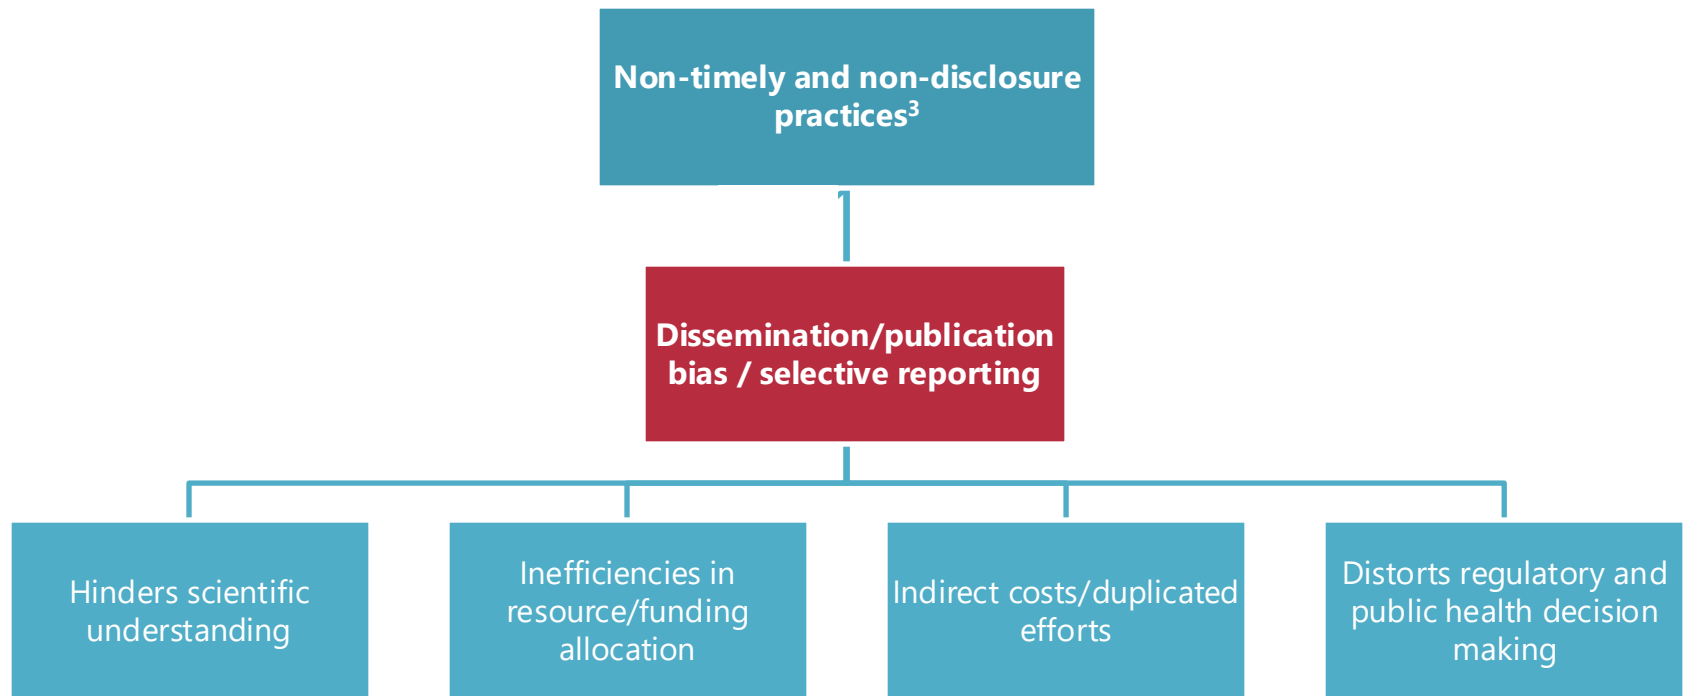 Non-timely and non-disclosure
practices³
Dissemination/publication
bias / selective reporting
Hinders scientific
understanding
Inefficiencies in
resource/funding
allocation
Indirect costs/duplicated
efforts
Distorts regulatory and
public health decision
making